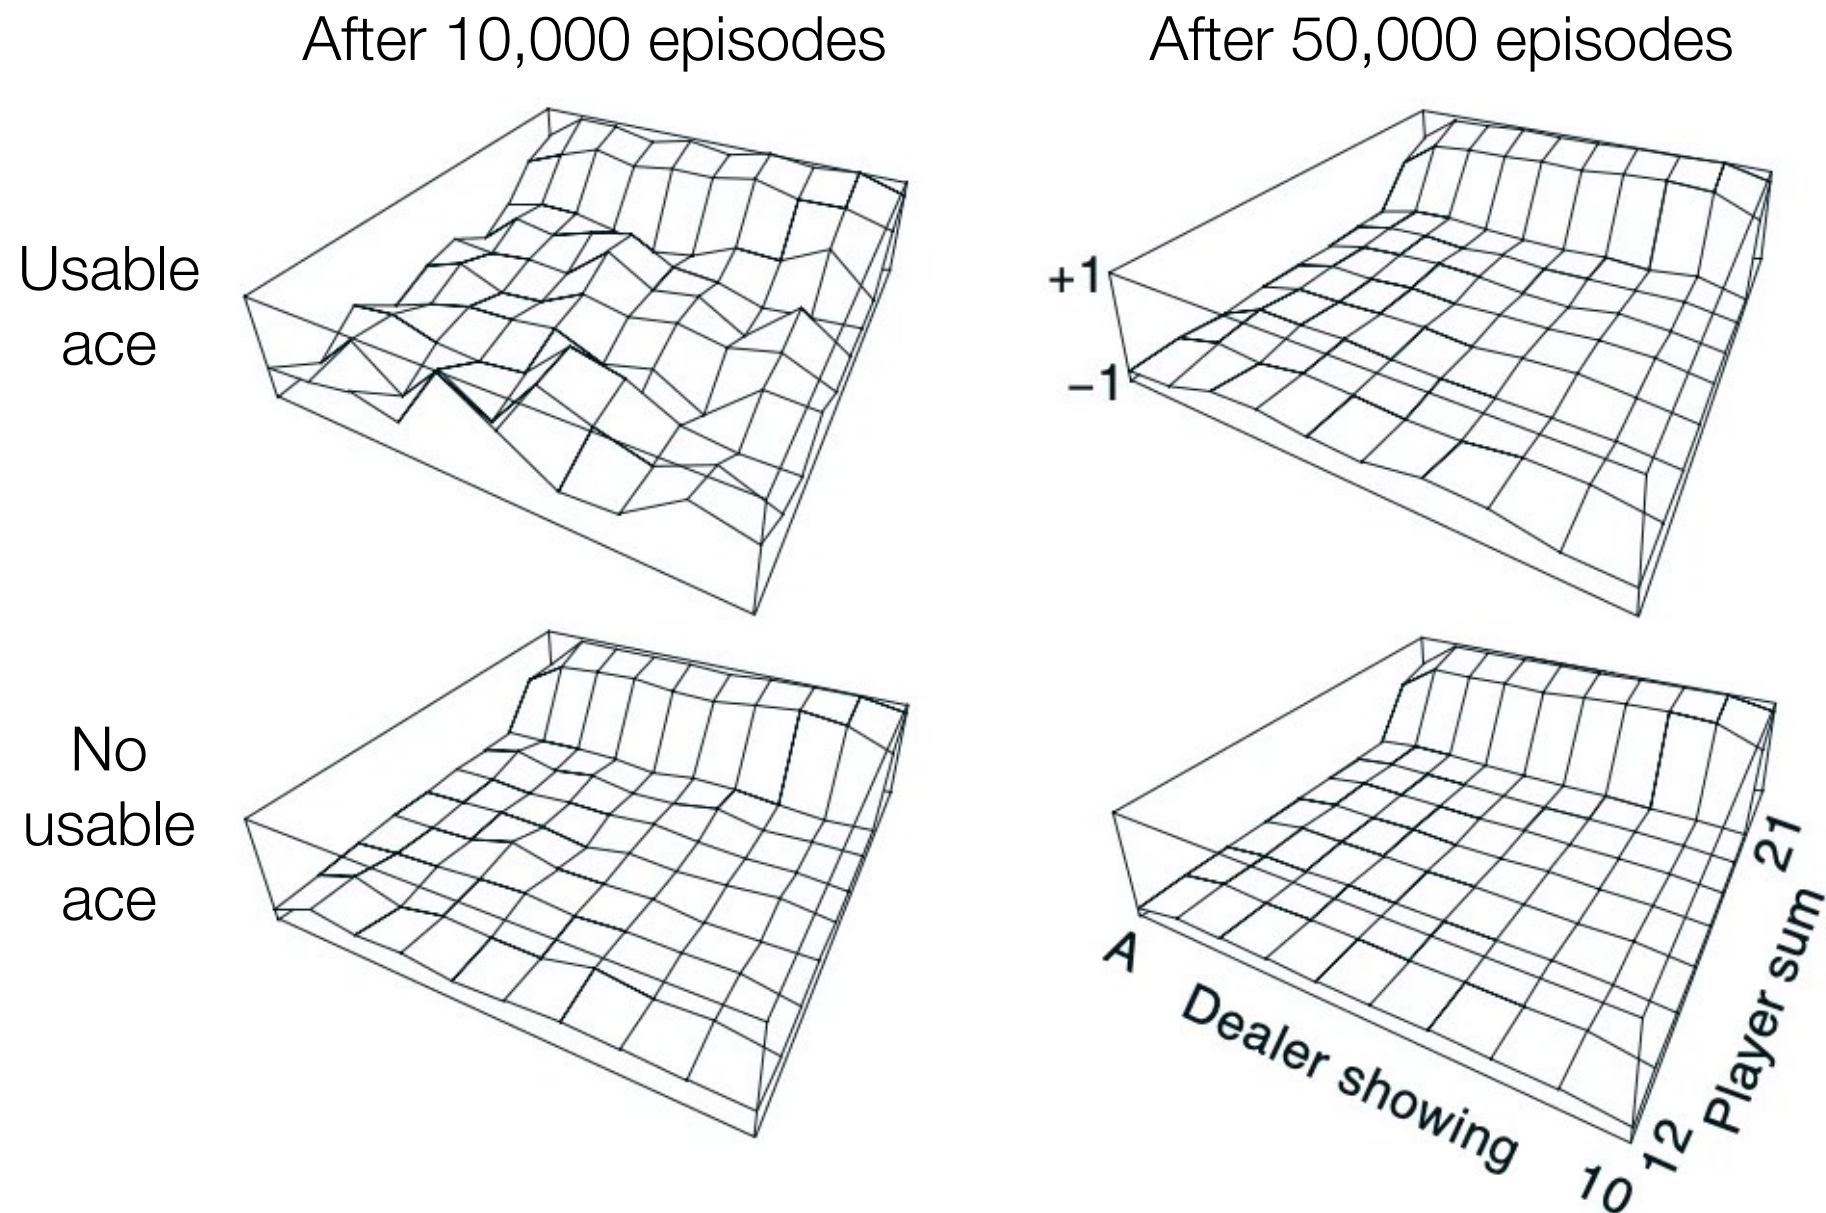 After 10,000 episodes
After 50,000 episodes
Usable
ace
+1
−1
No
usable
ace
A
Dealer showing
10
12
Player sum
21